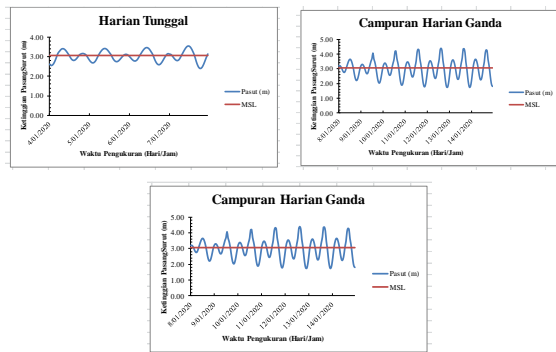 Harian Tunggal
Ketinggian PasangSurut (m)
4.00
3.00
2.00
1.00
0.00
4/01/2020
5/01/2020
6/01/2020
7/01/2020
Waktu Pengukuran (Hari/Jam)
Pasut (m)
MSL
Campuran Harian Ganda
Ketinggian PasangSurut (m)
5.00
4.00
3.00
2.00
1.00
0.00
8/01/2020
9/01/2020
10/01/2020
11/01/2020
12/01/2020
13/01/2020
14/01/2020
Waktu Pengukuran (Hari/Jam)
Pasut (m)
MSL
Campuran Harian Ganda
Ketinggian PasangSurut (m)
5.00
4.00
3.00
2.00
1.00
0.00
8/01/2020
9/01/2020
10/01/2020
11/01/2020
12/01/2020
13/01/2020
14/01/2020
Waktu Pengukuran (Hari/Jam)
Pasut (m)
MSL